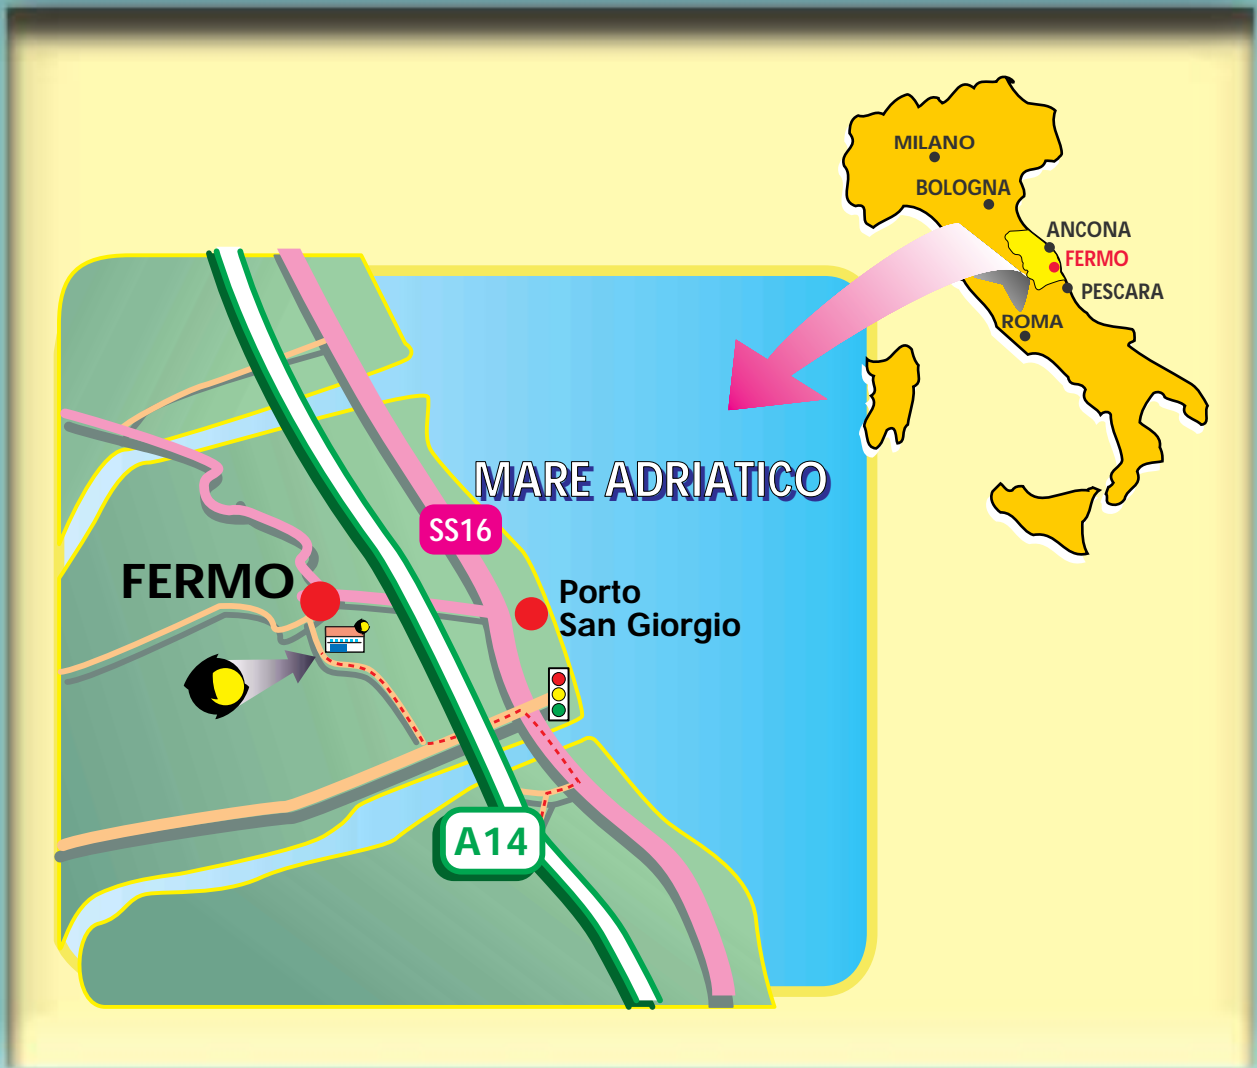 MILANO
BOLOGNA
ANCONA
FERMO
PESCARA
ROMA
MARE ADRIATICO
SS16
FERMO
Porto
San Giorgio
A14